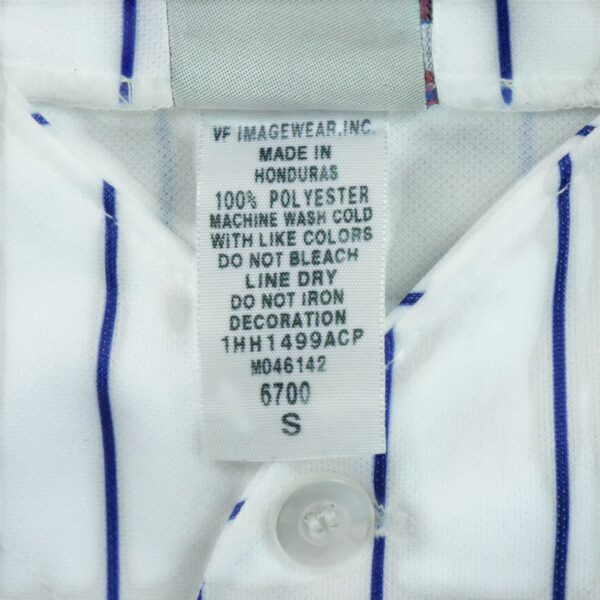 VF IMAGEWEAR,INC.
MADE IN
HONDURAS
100% POLYESTER
MACHINE WASH COLD
WITH LIKE COLORS
DO NOT BLEACH
LINE DRY
DO NOT IRON
DECORATION
1HH1499ACP
M046142
6700
S